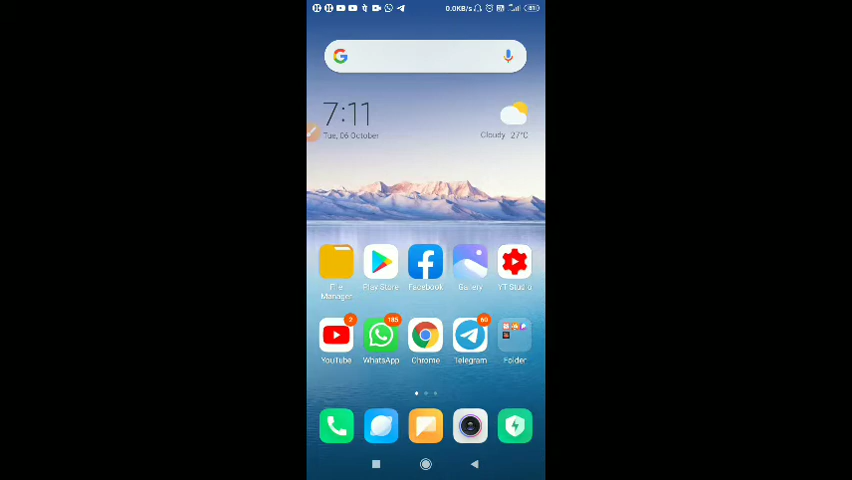 0.0KB/s
7:11
Tue, 06 October
Cloudy 27°C
File Manager
Play Store
Facebook
Gallery
YT Studio
2
185
60
YouTube
WhatsApp
Chrome
Telegram
Folder